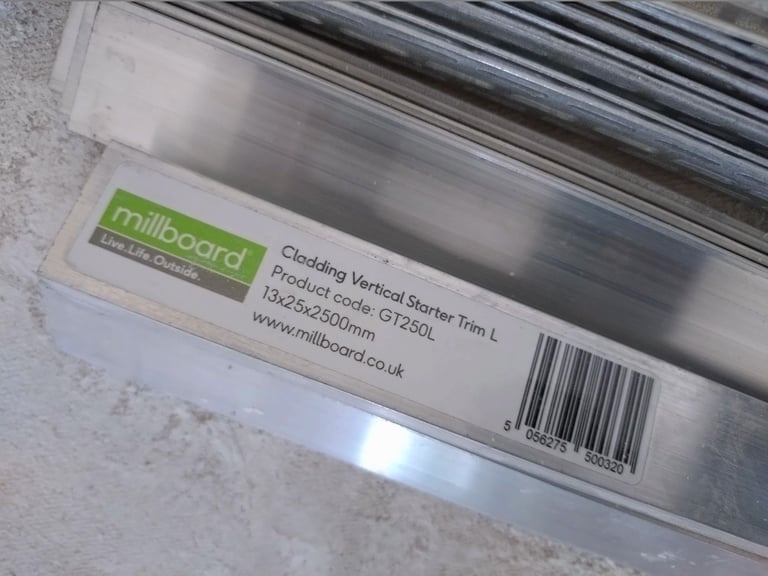 millboard
Live.Life.Outside.
Cladding Vertical Starter Trim L
Product code: GT250L
13x25x2500mm
www.millboard.co.uk
5 056275 500320